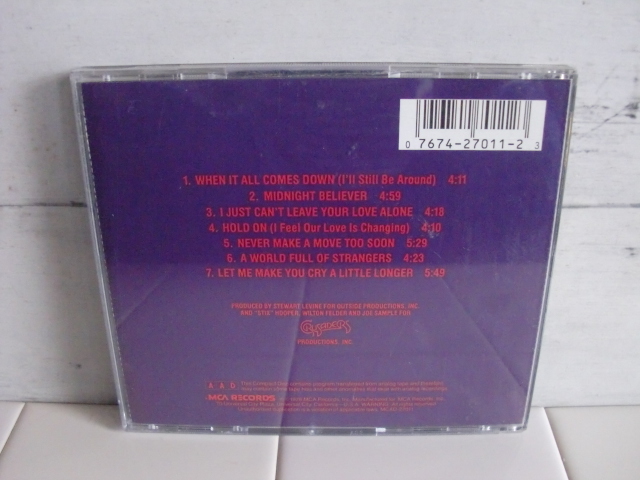 0 7674-27011-2 3
1. WHEN IT ALL COMES DOWN (I'll Still Be Around) 4:11
2. MIDNIGHT BELIEVER 4:59
3. I JUST CAN'T LEAVE YOUR LOVE ALONE 4:18
4. HOLD ON (I Feel Our Love Is Changing) 4:10
5. NEVER MAKE A MOVE TOO SOON 5:29
6. A WORLD FULL OF STRANGERS 4:23
7. LET ME MAKE YOU CRY A LITTLE LONGER 5:49
PRODUCED BY STEWART LEVINE FOR OUTSIDE PRODUCTIONS, INC.
AND "STIX" HOOPER, WILTON FELDER AND JOE SAMPLE FOR
CRUSADERS
PRODUCTIONS, INC.
A A D
MCA RECORDS